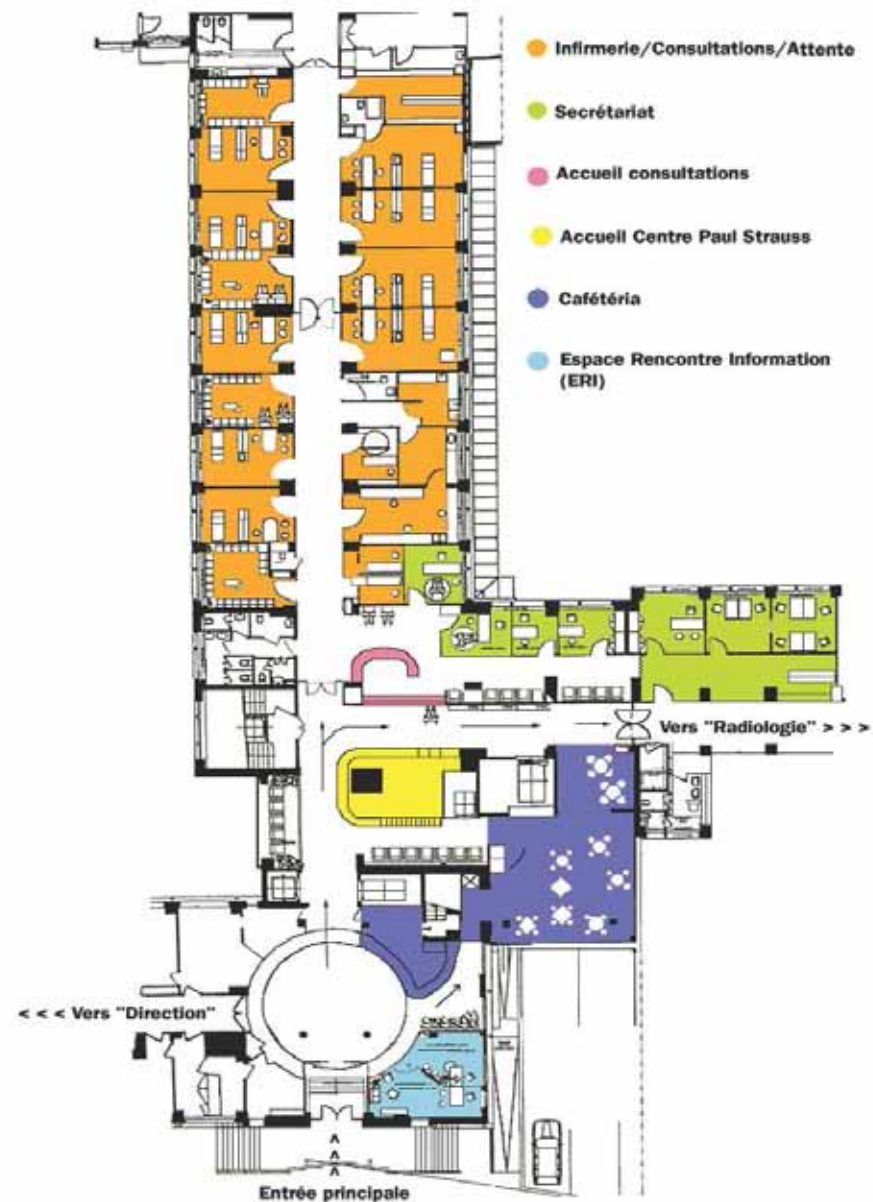 Infirmerie/Consultations/Attente
Secrétariat
Accueil consultations
Accueil Centre Paul Strauss
Cafétéria
Espace Rencontre Information
(ERI)
Vers "Radiologie" > > >
< < < Vers "Direction"
Entrée principale